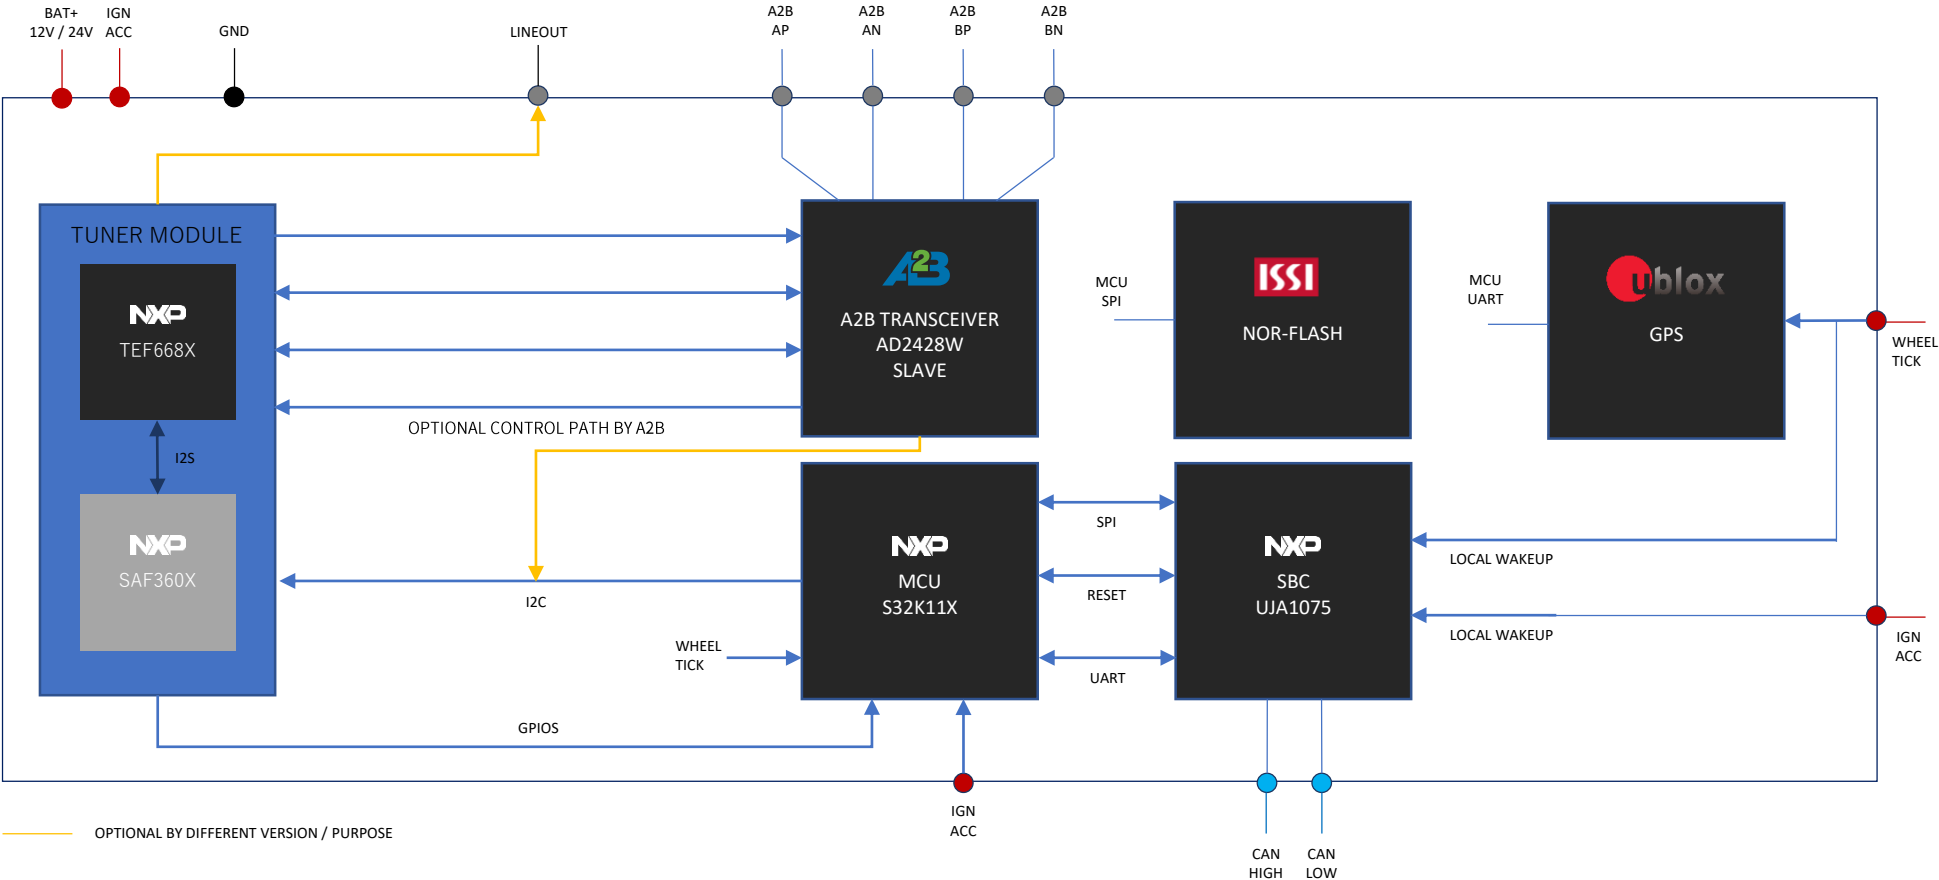 BAT+
12V / 24V
IGN
ACC
GND
LINEOUT
A2B
AP
A2B
AN
A2B
BP
A2B
BN
TUNER MODULE
NXP
TEF668X
I2S
NXP
SAF360X
A2B
A2B TRANSCEIVER
AD2428W
SLAVE
OPTIONAL CONTROL PATH BY A2B
MCU
SPI
ISSI
NOR-FLASH
MCU
UART
ublox
GPS
WHEEL
TICK
I2C
WHEEL
TICK
NXP
MCU
S32K11X
SPI
RESET
UART
NXP
SBC
UJA1075
LOCAL WAKEUP
LOCAL WAKEUP
IGN
ACC
GPIOS
IGN
ACC
CAN
HIGH
CAN
LOW
OPTIONAL BY DIFFERENT VERSION / PURPOSE